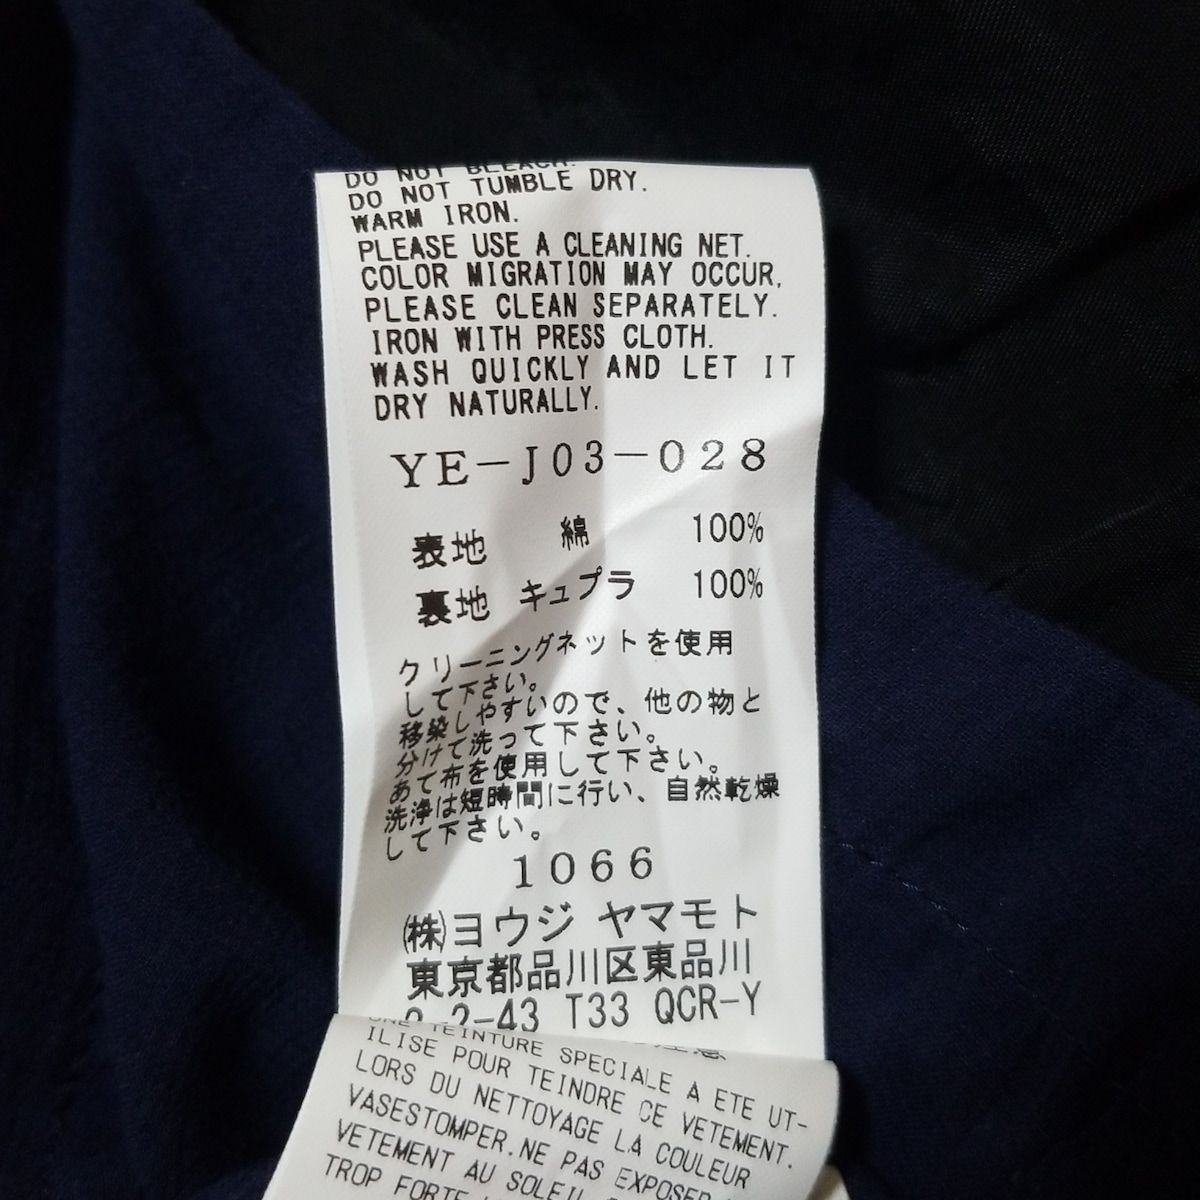 DO NOT BLEACH.
DO NOT TUMBLE DRY.
WARM IRON.
PLEASE USE A CLEANING NET.
COLOR MIGRATION MAY OCCUR,
PLEASE CLEAN SEPARATELY.
IRON WITH PRESS CLOTH.
WASH QUICKLY AND LET IT
DRY NATURALLY.
YE-J03-028
表地 綿 100%
裏地 キュプラ 100%
クリーニングネットを使用
して下さい。
移染しやすいので、他の物と
分けて洗って下さい。
あて布を使用して下さい。
洗浄は短時間に行い、自然乾燥
して下さい。
1066
㈱ヨウジ ヤマモト
東京都品川区東品川
2-2-43 T33 QCR-Y
UNE TEINTURE SPECIALE A ETE UT-
ILISE POUR TEINDRE CE VETEMENT.
LORS DU NETTOYAGE LA COULEUR
VASESTOMPER.NE PAS EXPOSER
VETEMENT AU SOLEIL
TROP FORTE